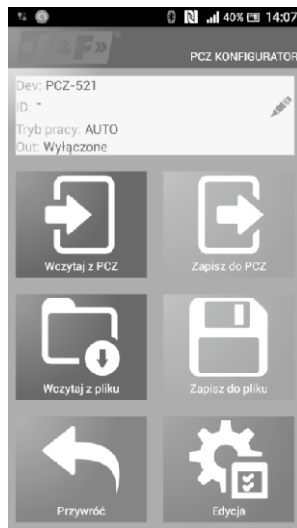 40% 14:07
« F&F »
PCZ KONFIGURATOR
Dev: PCZ-521
ID: -
Tryb pracy: AUTO
Out: Wyłączone
Wczytaj z PCZ
Zapisz do PCZ
Wczytaj z pliku
Zapisz do pliku
Przywróć
Edycja